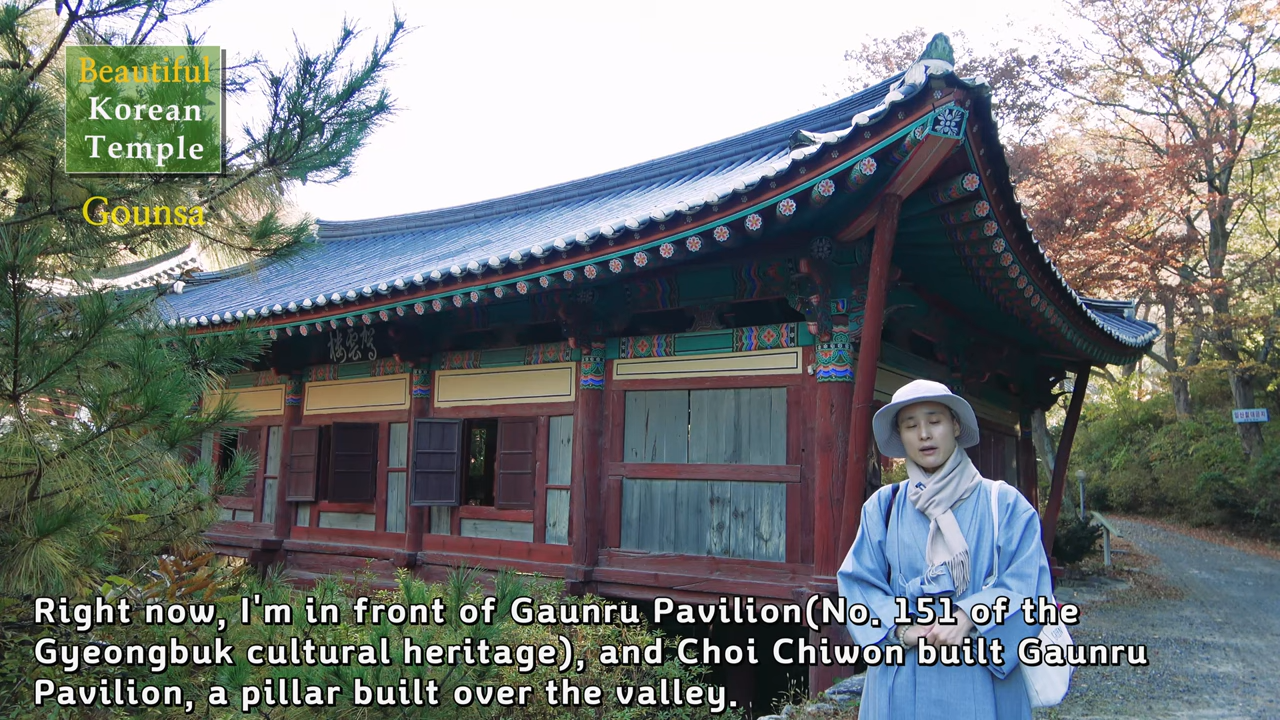 Beautiful
Korean
Temple
Gounsa
Right now, I'm in front of Gaunru Pavilion(No. 151 of the
Gyeongbuk cultural heritage), and Choi Chiwon built Gaunru
Pavilion, a pillar built over the valley.